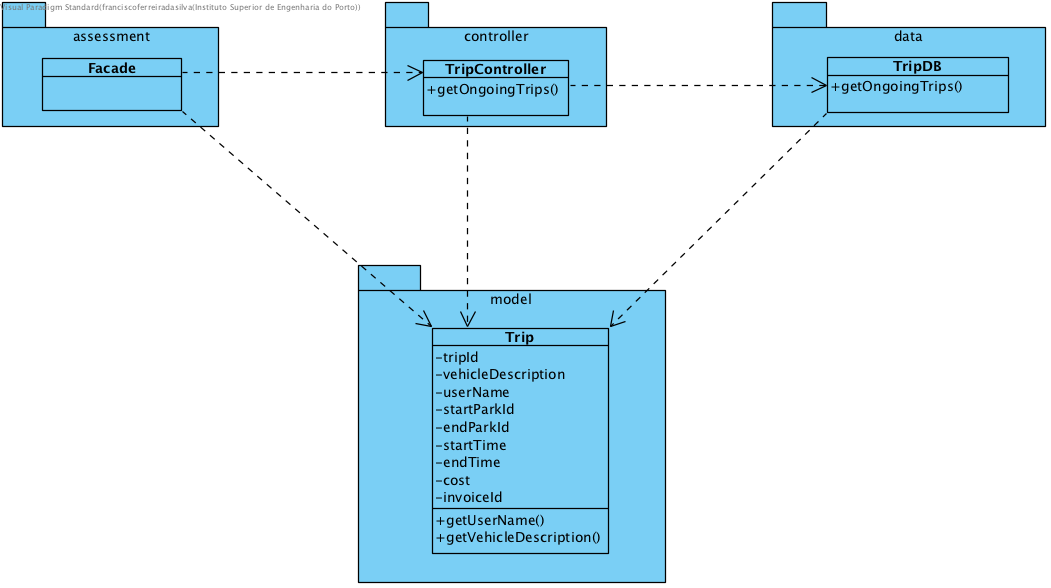 Visual Paradigm Standard(franciscoferreiradasilva(Instituto Superior de Engenharia do Porto))
assessment
Facade
controller
TripController
+getOngoingTrips()
data
TripDB
+getOngoingTrips()
model
Trip
-tripId
-vehicleDescription
-userName
-startParkId
-endParkId
-startTime
-endTime
-cost
-invoiceId
+getUserName()
+getVehicleDescription()